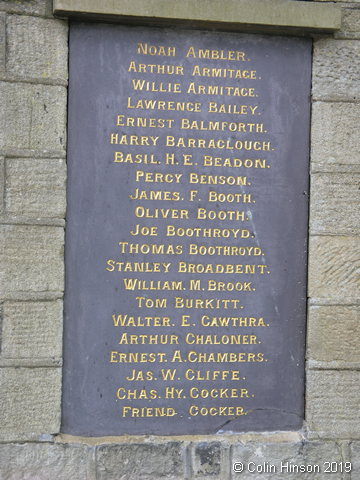 NOAH AMBLER.
ARTHUR ARMITAGE.
WILLIE ARMITAGE.
LAWRENCE BAILEY.
ERNEST BALMFORTH.
HARRY BARRACLOUGH.
BASIL. H. E. BEADON.
PERCY BENSON.
JAMES. F. BOOTH.
OLIVER BOOTH.
JOE BOOTHROYD.
THOMAS BOOTHROYD.
STANLEY BROADBENT.
WILLIAM. M. BROOK.
TOM BURKITT.
WALTER. E. CAWTHRA.
ARTHUR CHALONER.
ERNEST. A. CHAMBERS.
JAS. W. CLIFFE.
CHAS. HY. COCKER.
FRIEND COCKER.
©Colin Hinson 2019